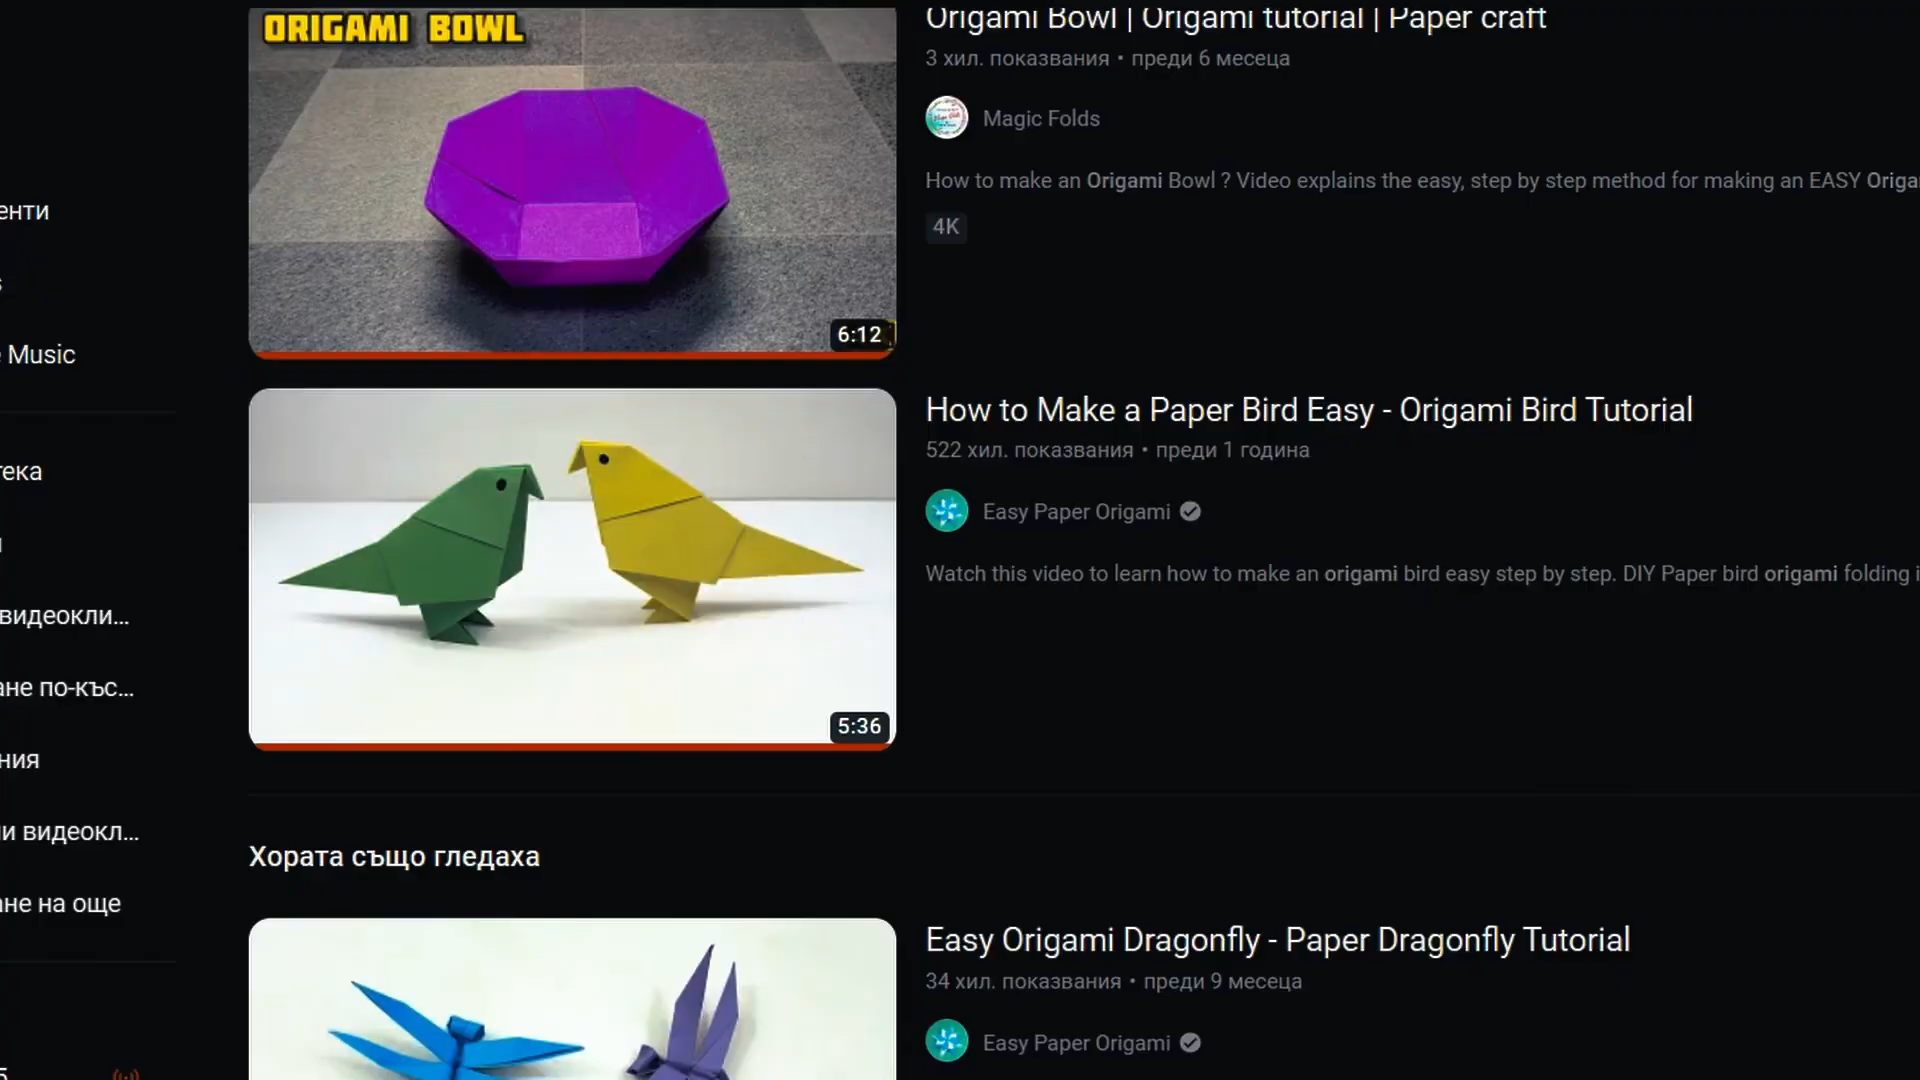 ORIGAMI BOWL
6:12
Origami Bowl | Origami tutorial | Paper craft
3 хил. показвания • преди 6 месеца
Magic Folds
How to make an Origami Bowl ? Video explains the easy, step by step method for making an EASY Origa
4K
енти
Music
тека
видеокли...
ане по-къс...
ния
и видеокл...
ане на още
5:36
How to Make a Paper Bird Easy - Origami Bird Tutorial
522 хил. показвания • преди 1 година
Easy Paper Origami
Watch this video to learn how to make an origami bird easy step by step. DIY Paper bird origami folding i
Хората също гледаха
Easy Origami Dragonfly - Paper Dragonfly Tutorial
34 хил. показвания • преди 9 месеца
Easy Paper Origami